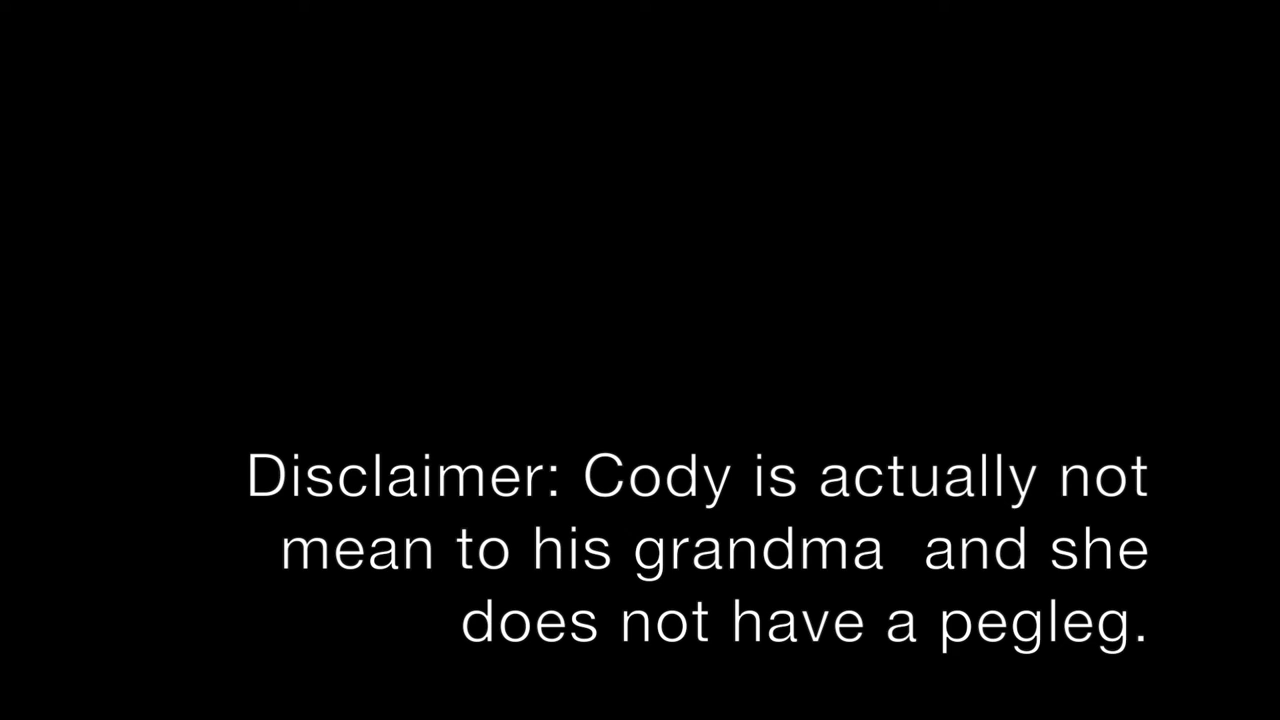 Disclaimer: Cody is actually not
mean to his grandma  and she
does not have a pegleg.